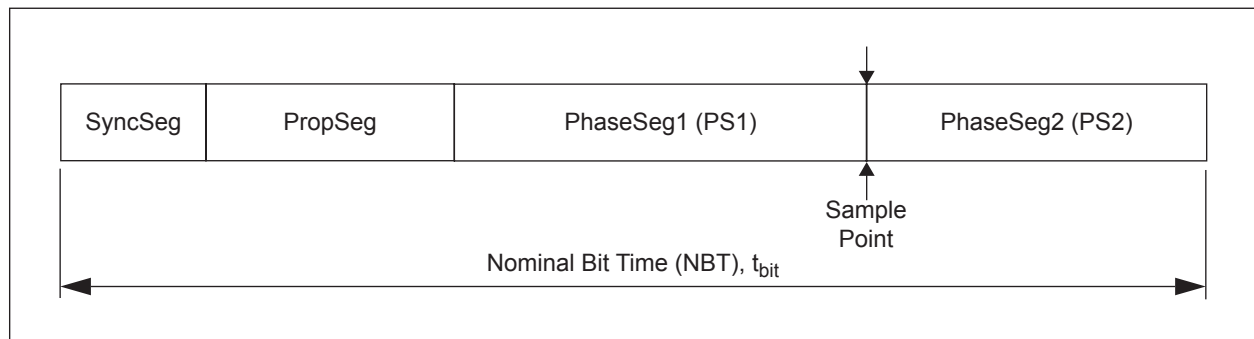 SyncSeg
PropSeg
PhaseSeg1 (PS1)
PhaseSeg2 (PS2)
Sample
Point
Nominal Bit Time (NBT), tbit